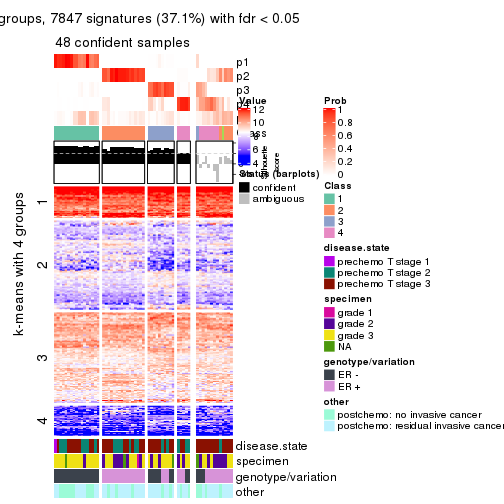 groups, 7847 signatures (37.1%) with fdr < 0.05
48 confident samples
p1
p2
p3
p4
Value
12
10
8
6
4
Class
Silhouette
score
Status (barplots)
confident
ambiguous
Prob
1
0.8
0.6
0.4
0.2
0
Class
1
2
3
4
disease.state
prechemo T stage 1
prechemo T stage 2
prechemo T stage 3
specimen
grade 1
grade 2
grade 3
NA
genotype/variation
ER -
ER +
other
postchemo: no invasive cancer
postchemo: residual invasive cancer
k-means with 4 groups
1
2
3
4
disease.state
specimen
genotype/variation
other